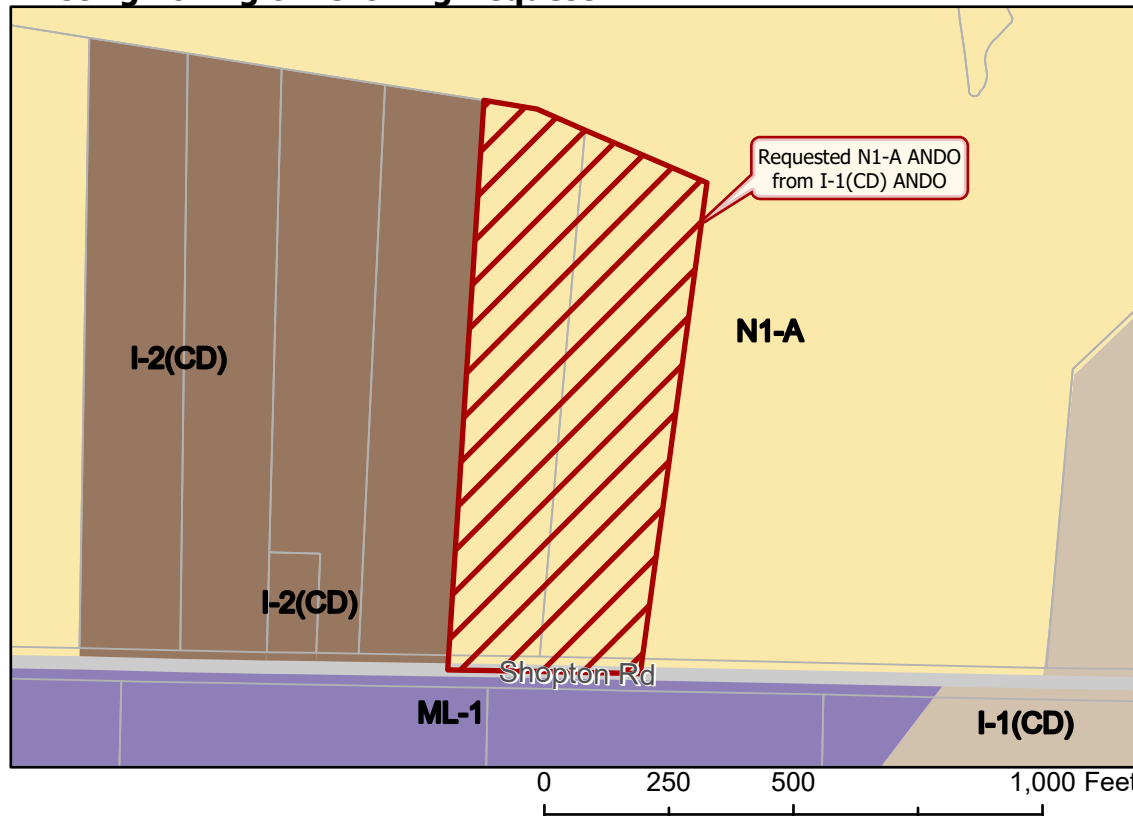 Requested N1-A ANDO
from I-1(CD) ANDO
N1-A
I-2(CD)
I-2(CD)
Shopton Rd
ML-1
I-1(CD)
0 250 500 1,000 Feet